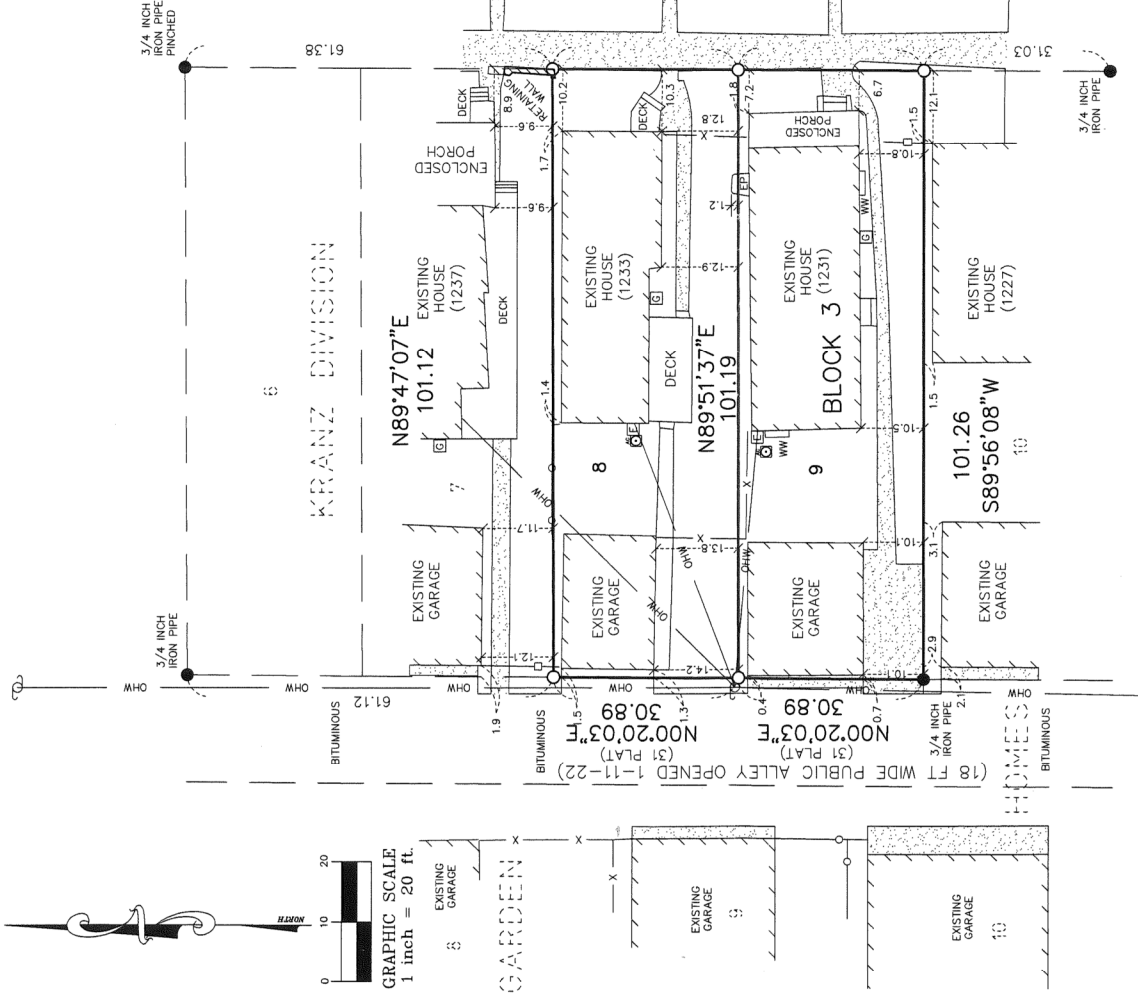 3/4 INCH
IRON PIPE
PINCHED
61.38
31.03
3/4 INCH
IRON PIPE
DECK
8.9
RETAINING
WALL
10.2
9.6
ENCLOSED
PORCH
1.7
9.6
DECK
10.3
1.8
7.2
12.8
X
ENCLOSED
PORCH
6.7
1.5
12.1
10.8
EP
1.2
WW
G
KRANZ DIVISION
6
EXISTING
HOUSE
(1237)
DECK
N89°47'07"E
101.12
EXISTING
HOUSE
(1233)
G
12.9
DECK
EXISTING
HOUSE
(1231)
BLOCK 3
EXISTING
HOUSE
(1227)
N89°51'37"E
101.19
1.4
G
7
8
E
AC
E
AC
WW
9
10.5
1.5
101.26
S89°56'08"W
10
OHW
X
11.7
X
13.8
OHW
OHW
OHW
10.1
3.1
EXISTING
GARAGE
EXISTING
GARAGE
EXISTING
GARAGE
EXISTING
GARAGE
3/4 INCH
IRON PIPE
12.1
14.2
10.1
2.9
OHW
OHW
61.12
OHW
OHW
OHW
OHW
1.9
1.5
1.3
0.4
0.7
2.1
BITUMINOUS
BITUMINOUS
N00°20'03"E
30.89
(31 PLAT)
N00°20'03"E
30.89
(31 PLAT)
3/4 INCH
IRON PIPE
BITUMINOUS
(18 FT WIDE PUBLIC ALLEY OPENED 1-11-22)
HOMES
NORTH
0 10 20
GRAPHIC SCALE
1 inch = 20 ft.
EXISTING
GARAGE
8
GARDEN
X
X
X
EXISTING
GARAGE
9
EXISTING
GARAGE
10